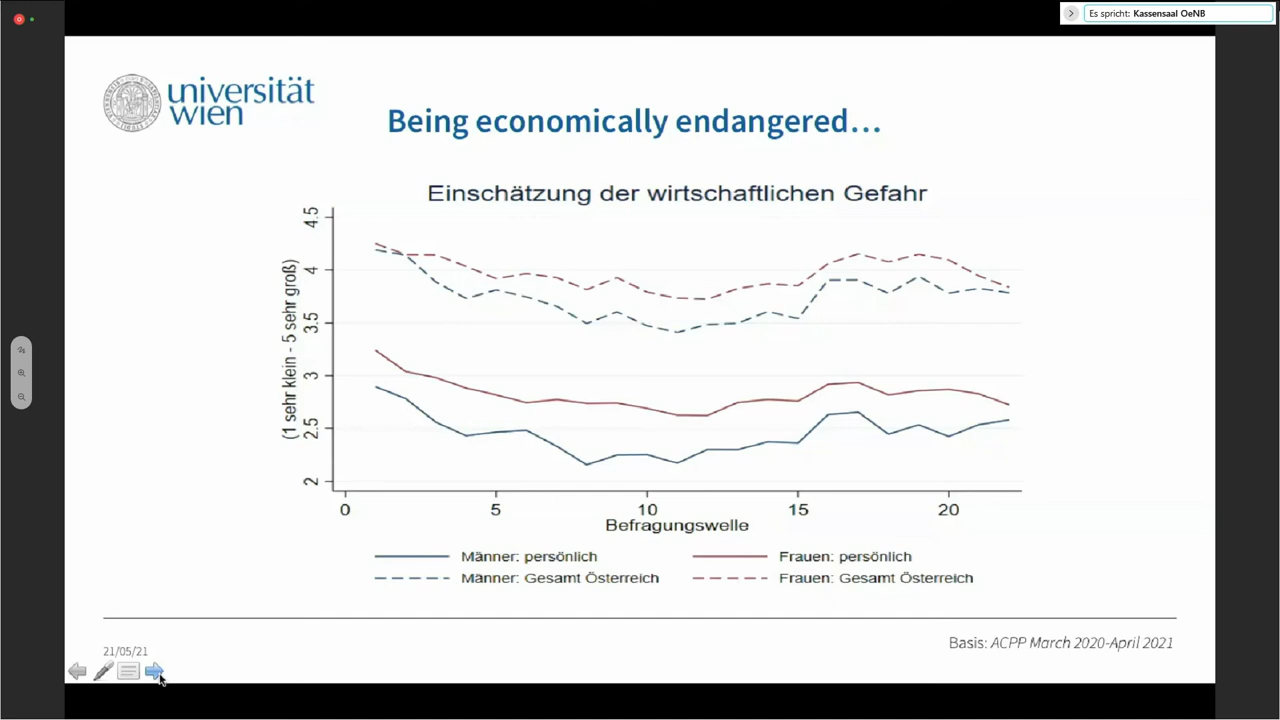 Es spricht: Kassensaal OeNB
universität
wien
Being economically endangered...
Einschätzung der wirtschaftlichen Gefahr
(1 sehr klein - 5 sehr groß)
4.5
4
3.5
3
2.5
2
0 5 10 15 20
Befragungswelle
Männer: persönlich Frauen: persönlich
Männer: Gesamt Österreich Frauen: Gesamt Österreich
Basis: ACPP March 2020-April 2021
21/05/21